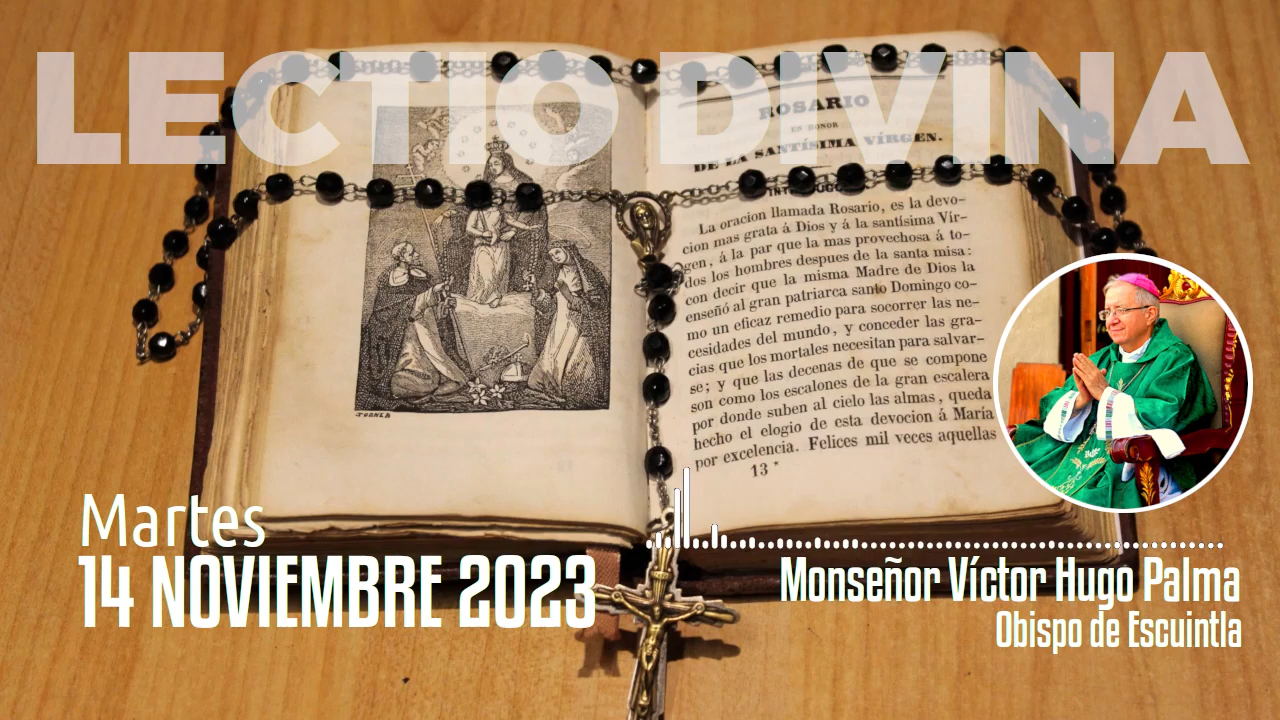 LECTIO DIVINA
ROSARIO
EN HONOR
DE LA SANTÍSIMA VÍRGEN.
La oracion llamada Rosario, es la devo-
cion mas grata á Dios y á la santísima Vír-
gen, á la par que la mas provechosa á to-
dos los hombres despues de la santa misa:
con decir que la misma Madre de Dios la
enseñó al gran patriarca santo Domingo co-
mo un eficaz remedio para socorrer las ne-
cesidades del mundo, y conceder las gra-
cias que los mortales necesitan para salvar-
se; y que las decenas de que se compone
son como los escalones de la gran escalera
por donde suben al cielo las almas, queda
hecho el elogio de esta devocion á María
por excelencia. Felices mil veces aquellas
13 *
Martes
14 NOVIEMBRE 2023
Monseñor Víctor Hugo Palma
Obispo de Escuintla